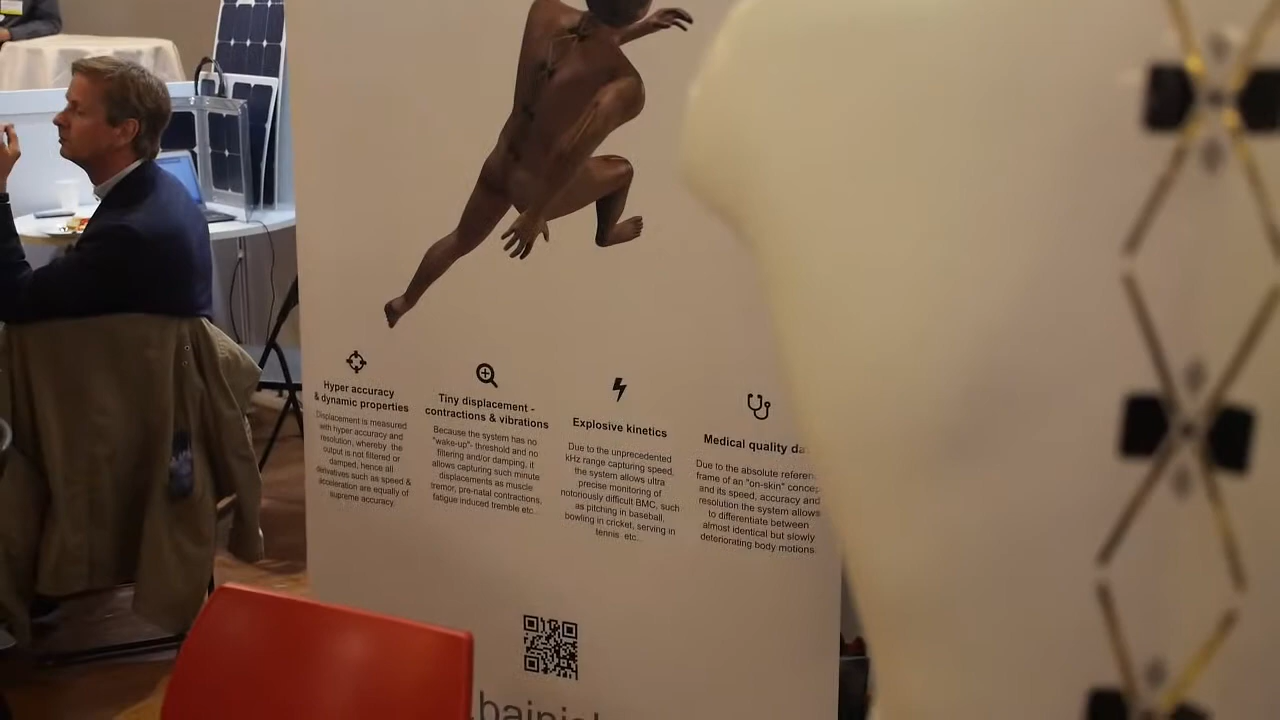 Hyper accuracy
& dynamic properties
Displacement is measured
with hyper accuracy and
resolution, whereby the
output is not filtered or
damped, hence all
derivatives such as speed &
acceleration are equally of
supreme accuracy.
Tiny displacement -
contractions & vibrations
Because the system has no
"wake-up"- threshold and no
filtering and/or damping, it
allows capturing such minute
displacements as muscle
tremor, pre-natal contractions,
fatigue induced tremble etc..
Explosive kinetics
Due to the unprecedented
kHz range capturing speed,
the system allows ultra
precise monitoring of
notoriously difficult BMC, such
as pitching in baseball,
bowling in cricket, serving in
tennis etc..
Medical quality da
Due to the absolute referen
frame of an "on-skin" concep
and its speed, accuracy and
resolution the system allows
to differentiate between
almost identical but slowly
deteriorating body motions.